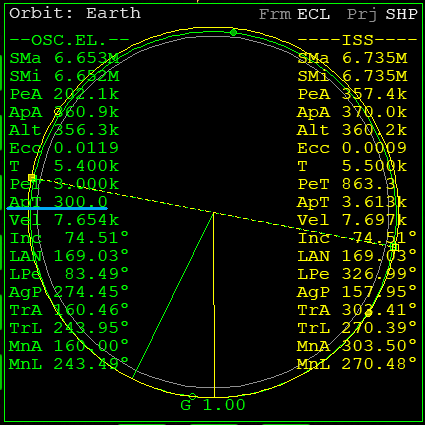 Orbit: Earth Frm ECL Prj SHP
--OSC.EL.-- ----ISS----
SMa 6.653M SMa 6.735M
SMi 6.652M SMi 6.735M
PeA 202.1k PeA 357.4k
ApA 360.9k ApA 370.0k
Alt 356.3k Alt 360.2k
Ecc 0.0119 Ecc 0.0009
T 5.400k T 5.500k
PeT 3.000k PeT 863.3
ApT 300.0 ApT 3.613k
Vel 7.654k Vel 7.697k
Inc 74.51° Inc 74.51°
LAN 169.03° LAN 169.03°
LPe 83.49° LPe 326.99°
AgP 274.45° AgP 157.95°
TrA 160.46° TrA 303.41°
TrL 243.95° TrL 270.39°
MnA 160.00° MnA 303.50°
MnL 243.49° MnL 270.48°
G 1.00